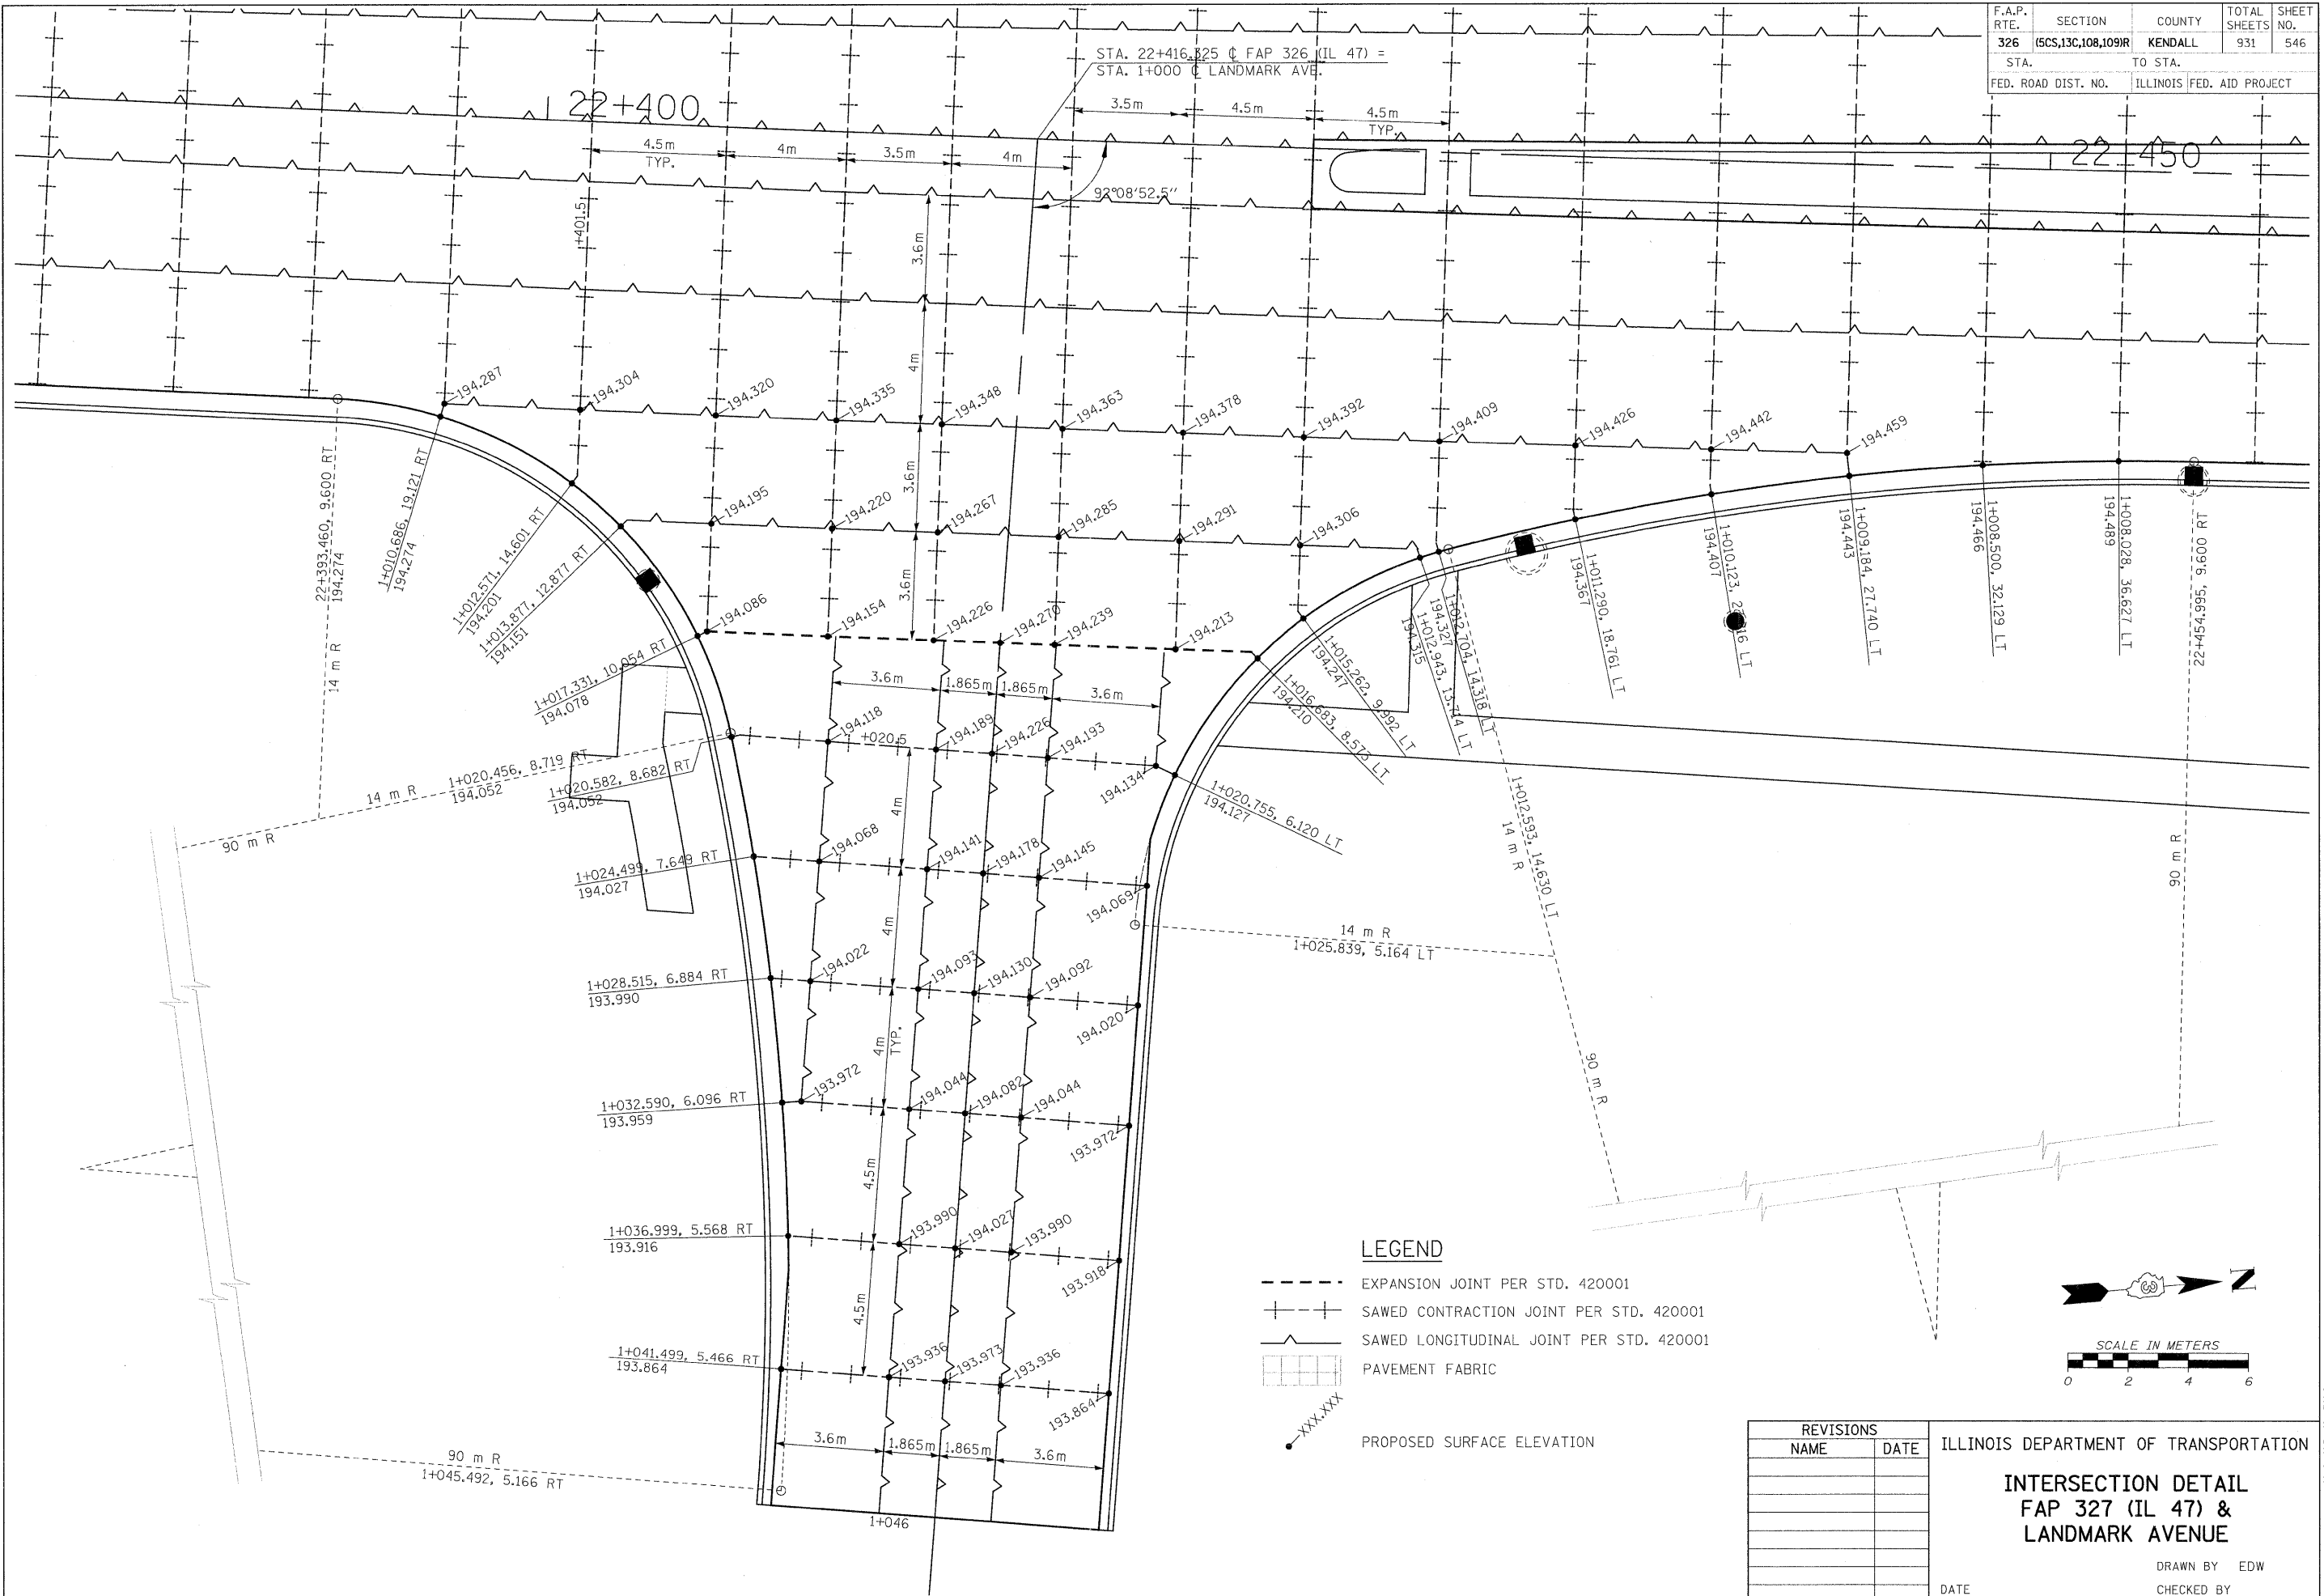 F.A.P. RTE. SECTION COUNTY TOTAL SHEETS SHEET NO.
326 (5CS,13C,108,109)R KENDALL 931 546
STA. TO STA.
FED. ROAD DIST. NO. ILLINOIS FED. AID PROJECT
STA. 22+416.325 ℄ FAP 326 (IL 47) =
STA. 1+000 ℄ LANDMARK AVE.
22+400
22+450
3.5m 4.5m 4.5m TYP.
4.5m TYP. 4m 3.5m 4m
92°08'52.5"
+401.5
3.6m
4m
3.6m
3.6m
194.287 194.304 194.320 194.335 194.348 194.363 194.378 194.392 194.409 194.426 194.442 194.459
194.195 194.220 194.267 194.285 194.291 194.306
194.086 194.154 194.226 194.270 194.239 194.213
22+393.460, 9.600 RT
194.274
14 m R
1+010.686, 19.121 RT
194.274
1+012.571, 14.601 RT
194.201
1+013.877, 12.877 RT
194.151
1+017.331, 10.054 RT
194.078
1+020.456, 8.719 RT
194.052
14 m R
90 m R
1+020.582, 8.682 RT
194.052
1+024.499, 7.649 RT
194.027
1+028.515, 6.884 RT
193.990
1+032.590, 6.096 RT
193.959
1+036.999, 5.568 RT
193.916
1+041.499, 5.466 RT
193.864
90 m R
1+045.492, 5.166 RT
3.6m 1.865m 1.865m 3.6m
194.118 +020.5 194.189 194.226 194.193 194.134
4m
194.068 194.141 194.178 194.145 194.069
4m
194.022 194.093 194.130 194.092 194.020
4m TYP.
193.972 194.044 194.082 194.044 193.972
4.5m
193.990 194.027 193.990 193.918
4.5m
193.936 193.973 193.936 193.864
3.6m 1.865m 1.865m 3.6m
1+046
1+020.755, 6.120 LT
194.127
1+016.683, 8.573 LT
194.210
1+015.262, 9.992 LT
194.247
1+012.943, 13.714 LT
194.315
1+012.704, 14.318 LT
194.327
1+012.593, 14.630 LT
14 m R
90 m R
14 m R
1+025.839, 5.164 LT
1+011.290, 18.761 LT
194.367
1+010.123, LT
194.407
1+009.184, 27.740 LT
194.443
1+008.500, 32.129 LT
194.466
1+008.028, 36.627 LT
194.489
22+454.995, 9.600 RT
90 m R
LEGEND
EXPANSION JOINT PER STD. 420001
SAWED CONTRACTION JOINT PER STD. 420001
SAWED LONGITUDINAL JOINT PER STD. 420001
PAVEMENT FABRIC
XXX.XXX PROPOSED SURFACE ELEVATION
N
SCALE IN METERS
0 2 4 6
REVISIONS
NAME DATE
ILLINOIS DEPARTMENT OF TRANSPORTATION
INTERSECTION DETAIL
FAP 327 (IL 47) &
LANDMARK AVENUE
DRAWN BY EDW
DATE CHECKED BY